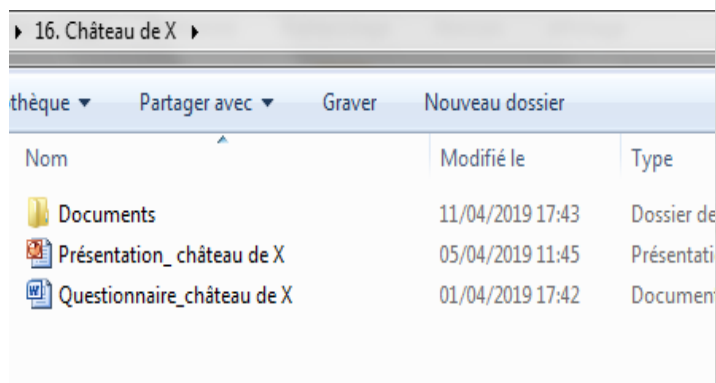 16. Château de X
thèque Partager avec Graver Nouveau dossier
Nom Modifié le Type
Documents 11/04/2019 17:43 Dossier de
Présentation_ château de X 05/04/2019 11:45 Présentati
Questionnaire_château de X 01/04/2019 17:42 Document